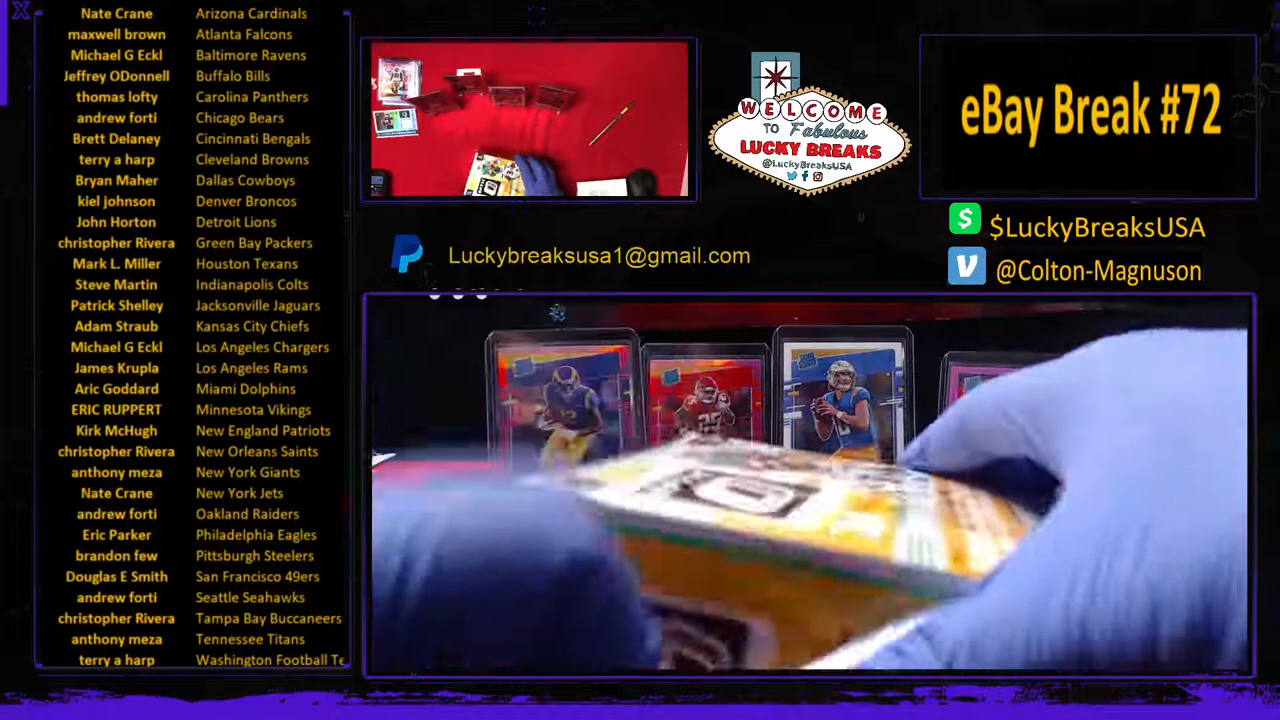 Nate Crane Arizona Cardinals
maxwell brown Atlanta Falcons
Michael G Eckl Baltimore Ravens
Jeffrey ODonnell Buffalo Bills
thomas lofty Carolina Panthers
andrew forti Chicago Bears
Brett Delaney Cincinnati Bengals
terry a harp Cleveland Browns
Bryan Maher Dallas Cowboys
kiel johnson Denver Broncos
John Horton Detroit Lions
christopher Rivera Green Bay Packers
Mark L. Miller Houston Texans
Steve Martin Indianapolis Colts
Patrick Shelley Jacksonville Jaguars
Adam Straub Kansas City Chiefs
Michael G Eckl Los Angeles Chargers
James Krupla Los Angeles Rams
Aric Goddard Miami Dolphins
ERIC RUPPERT Minnesota Vikings
Kirk McHugh New England Patriots
christopher Rivera New Orleans Saints
anthony meza New York Giants
Nate Crane New York Jets
andrew forti Oakland Raiders
Eric Parker Philadelphia Eagles
brandon few Pittsburgh Steelers
Douglas E Smith San Francisco 49ers
andrew forti Seattle Seahawks
christopher Rivera Tampa Bay Buccaneers
anthony meza Tennessee Titans
terry a harp Washington Football Te
WELCOME
TO Fabulous
LUCKY BREAKS
@LuckyBreaksUSA
eBay Break #72
$LuckyBreaksUSA
@Colton-Magnuson
Luckybreaksusa1@gmail.com